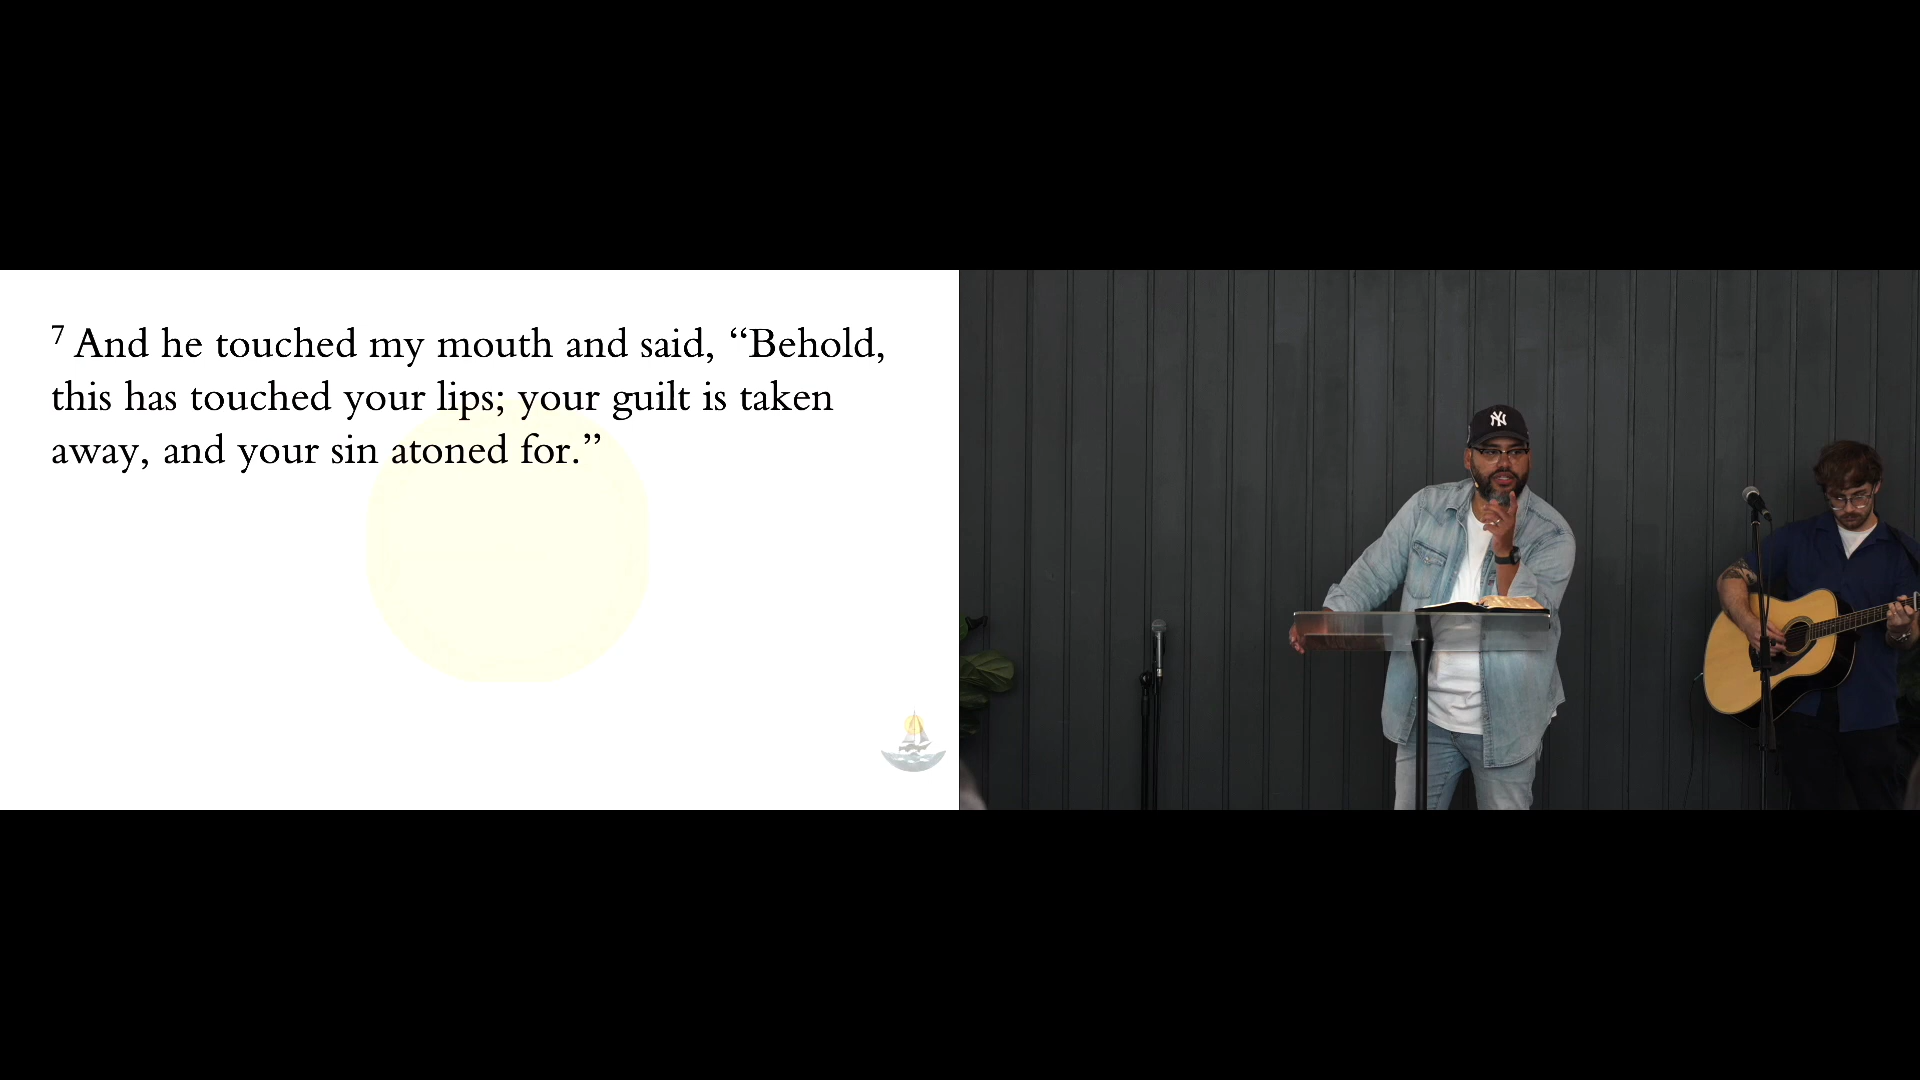 7 And he touched my mouth and said, “Behold,
this has touched your lips; your guilt is taken
away, and your sin atoned for.”
NY